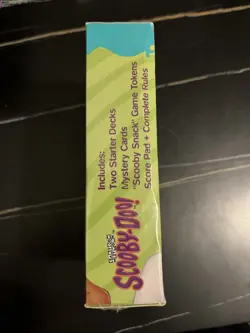 Includes:
Two Starter Decks
Mystery Cards
"Scooby Snack" Game Tokens
Score Pad + Complete Rules
SCOOBY-DOO!